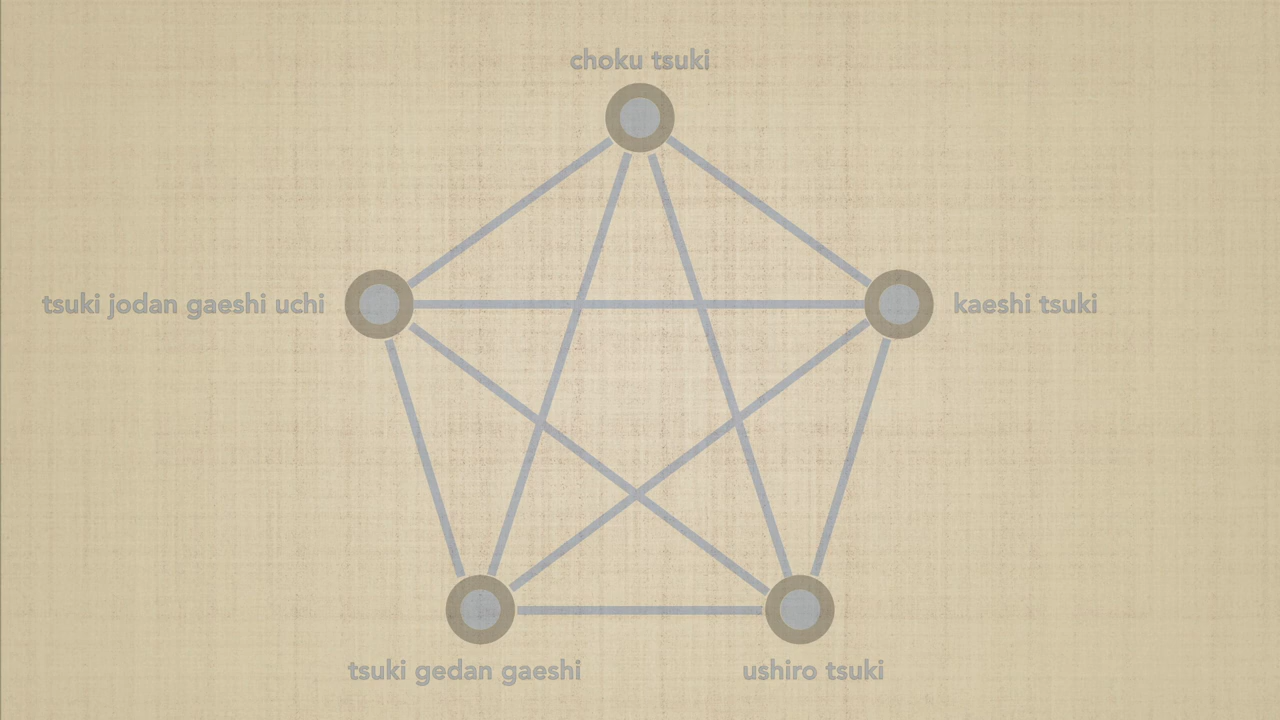 choku tsuki
tsuki jodan gaeshi uchi
kaeshi tsuki
tsuki gedan gaeshi
ushiro tsuki